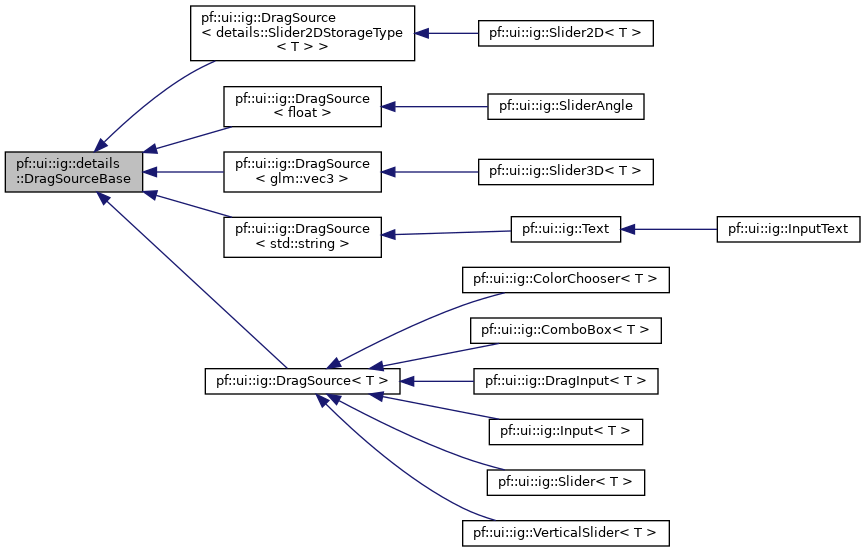 pf::ui::ig::DragSource
< details::Slider2DStorageType
< T > >
pf::ui::ig::Slider2D< T >
pf::ui::ig::DragSource
< float >
pf::ui::ig::SliderAngle
pf::ui::ig::details
::DragSourceBase
pf::ui::ig::DragSource
< glm::vec3 >
pf::ui::ig::Slider3D< T >
pf::ui::ig::DragSource
< std::string >
pf::ui::ig::Text
pf::ui::ig::InputText
pf::ui::ig::ColorChooser< T >
pf::ui::ig::ComboBox< T >
pf::ui::ig::DragSource< T >
pf::ui::ig::DragInput< T >
pf::ui::ig::Input< T >
pf::ui::ig::Slider< T >
pf::ui::ig::VerticalSlider< T >